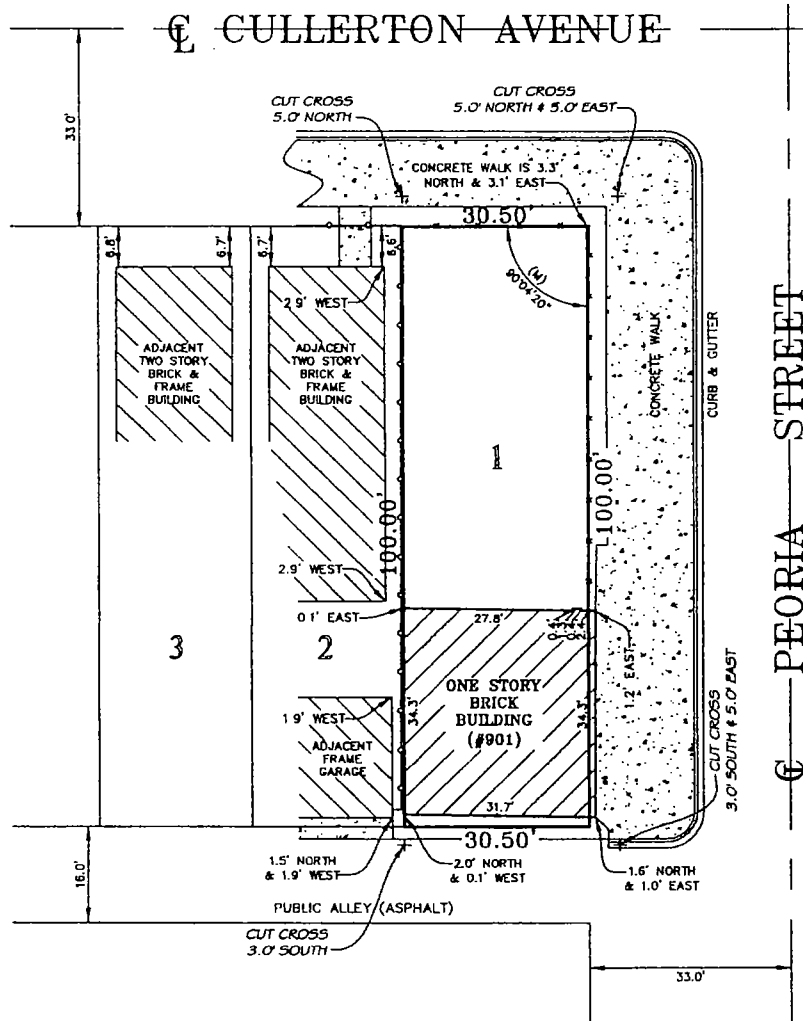 ℄ CULLERTON AVENUE
CUT CROSS
5.0' NORTH
CUT CROSS
5.0' NORTH & 5.0' EAST
33.0'
CONCRETE WALK IS 3.3'
NORTH & 3.1' EAST
30.50'
6.8'
6.7'
6.7'
6.6'
(M)
90°04'20"
2.9' WEST
ADJACENT
TWO STORY
BRICK &
FRAME
BUILDING
ADJACENT
TWO STORY
BRICK &
FRAME
BUILDING
CONCRETE WALK
CURB & GUTTER
℄ PEORIA STREET
1
100.00'
100.00'
2.9' WEST
0.1' EAST
27.8'
1.2' EAST
3
2
ONE STORY
BRICK
BUILDING
(#901)
34.3'
34.3'
1.9' WEST
ADJACENT
FRAME
GARAGE
CUT CROSS
3.0' SOUTH & 5.0' EAST
31.7'
30.50'
16.0'
1.5' NORTH
& 1.9' WEST
2.0' NORTH
& 0.1' WEST
1.6' NORTH
& 1.0' EAST
PUBLIC ALLEY (ASPHALT)
CUT CROSS
3.0' SOUTH
33.0'